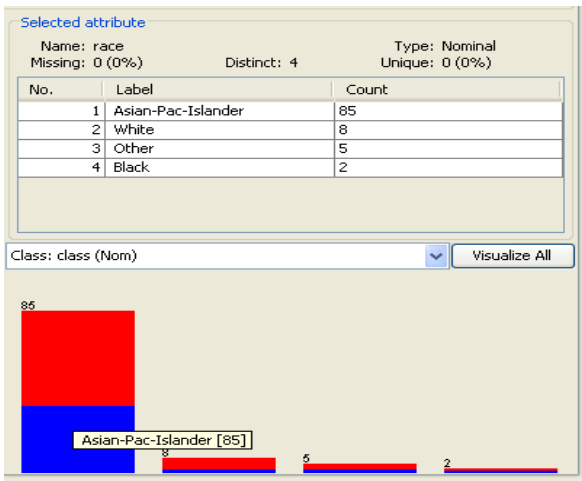 Selected attribute
Name: race Type: Nominal
Missing: 0 (0%) Distinct: 4 Unique: 0 (0%)
No. Label Count
1 Asian-Pac-Islander 85
2 White 8
3 Other 5
4 Black 2
Class: class (Nom) Visualize All
85
Asian-Pac-Islander [85]
8 5 2